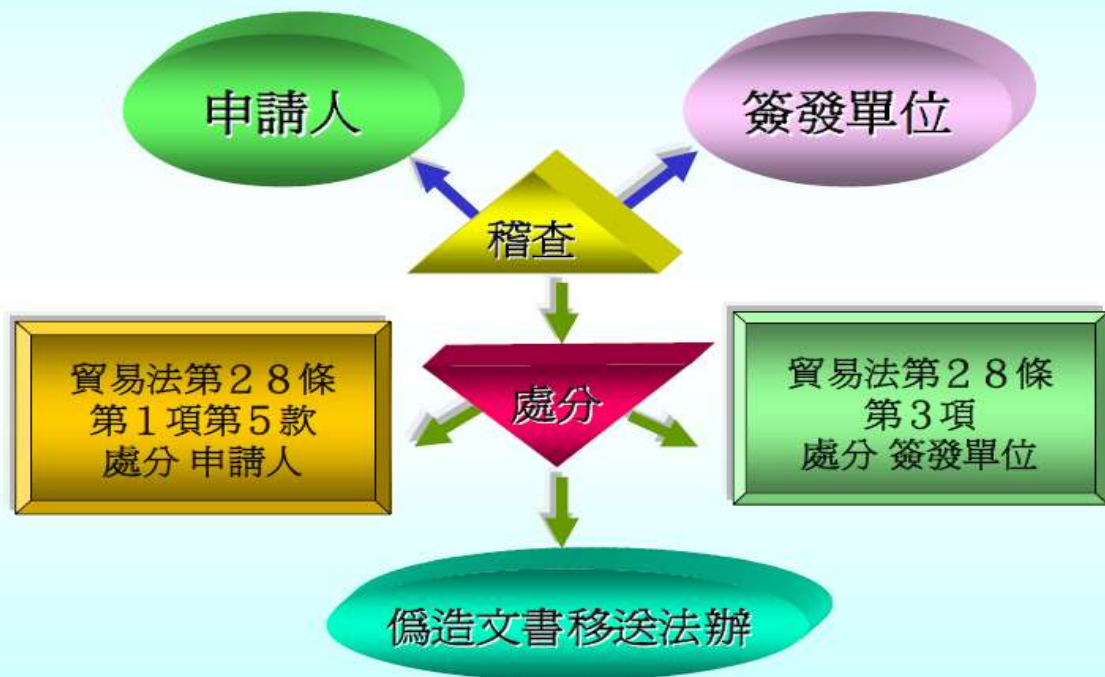 申請人
簽發單位
稽查
貿易法第２８條
第１項第５款
處分 申請人
處分
貿易法第２８條
第３項
處分 簽發單位
偽造文書移送法辦